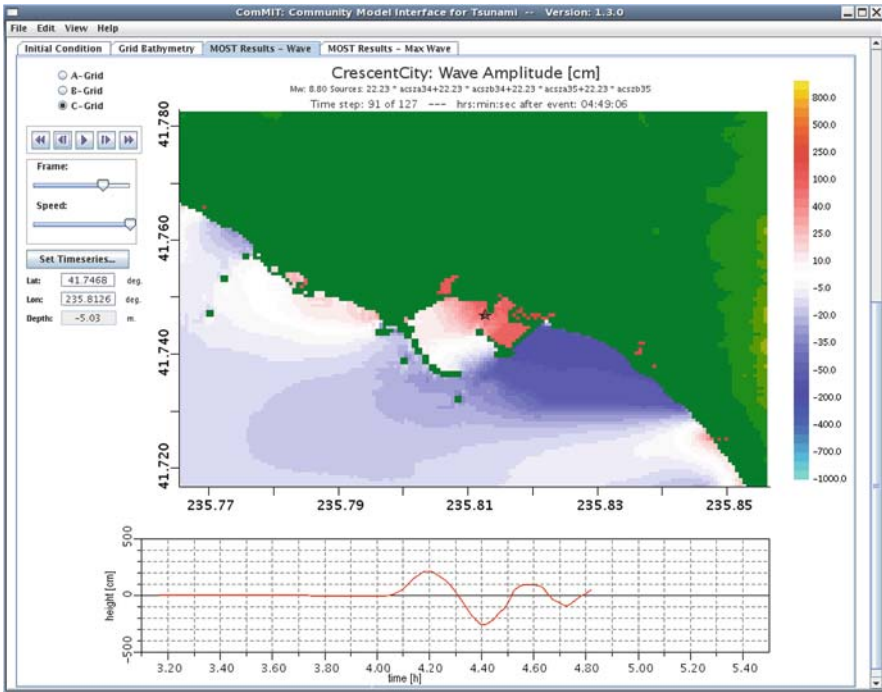 ComMIT: Community Model Interface for Tsunami -- Version: 1.3.0
File Edit View Help
Initial Condition Grid Bathymetry MOST Results – Wave MOST Results – Max Wave
A-Grid
B-Grid
C-Grid
Frame:
Speed:
Set Timeseries...
Lat: 41.7468 deg.
Lon: 235.8126 deg.
Depth: -5.03 m.
CrescentCity: Wave Amplitude [cm]
Mw: 8.80 Sources: 22.23 * acsza34+22.23 * acszb34+22.23 * acsza35+22.23 * acszb35
Time step: 91 of 127 --- hrs:min:sec after event: 04:49:06
41.780
41.760
41.740
41.720
235.77 235.79 235.81 235.83 235.85
800.0
500.0
250.0
100.0
40.0
20.0
10.0
0.0
-10.0
-20.0
-35.0
-50.0
-200.0
-400.0
-700.0
-1000.0
height [cm]
500
0
-500
3.20 3.40 3.60 3.80 4.00 4.20 4.40 4.60 4.80 5.00 5.20 5.40
time [h]